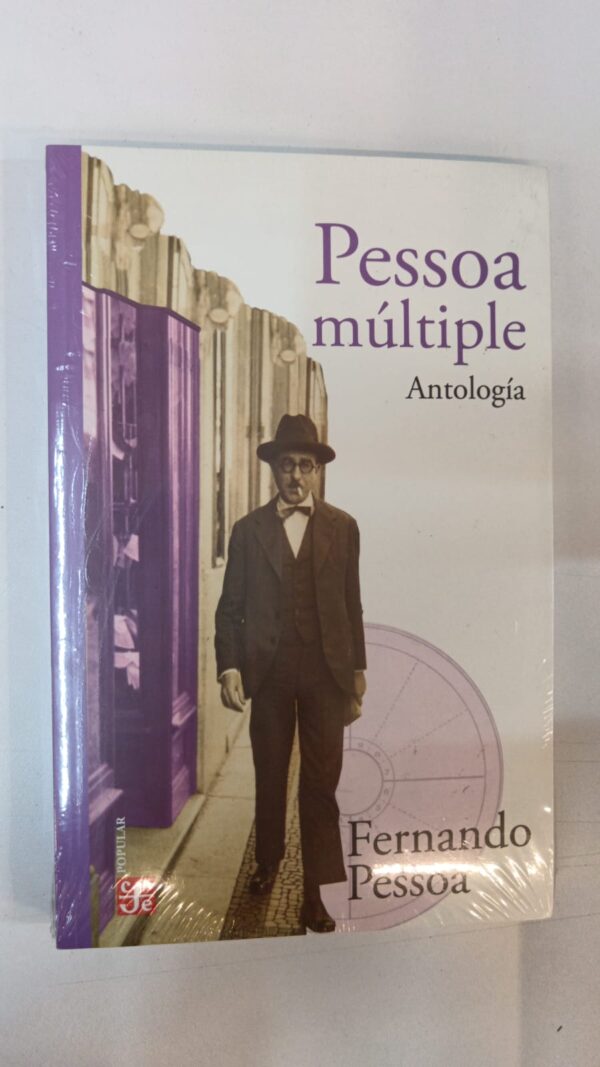 Pessoa
múltiple
Antología
Fernando
Pessoa
POPULAR